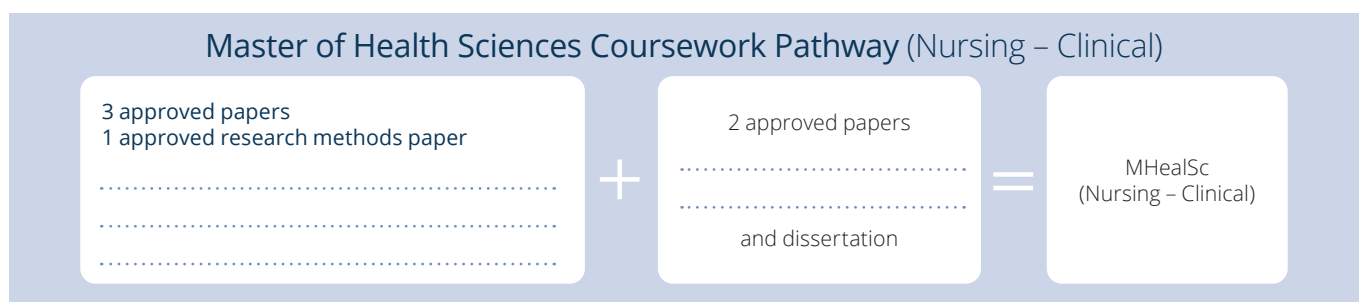 Master of Health Sciences Coursework Pathway (Nursing – Clinical)
3 approved papers
1 approved research methods paper
+
2 approved papers
and dissertation
=
MHealSc
(Nursing – Clinical)